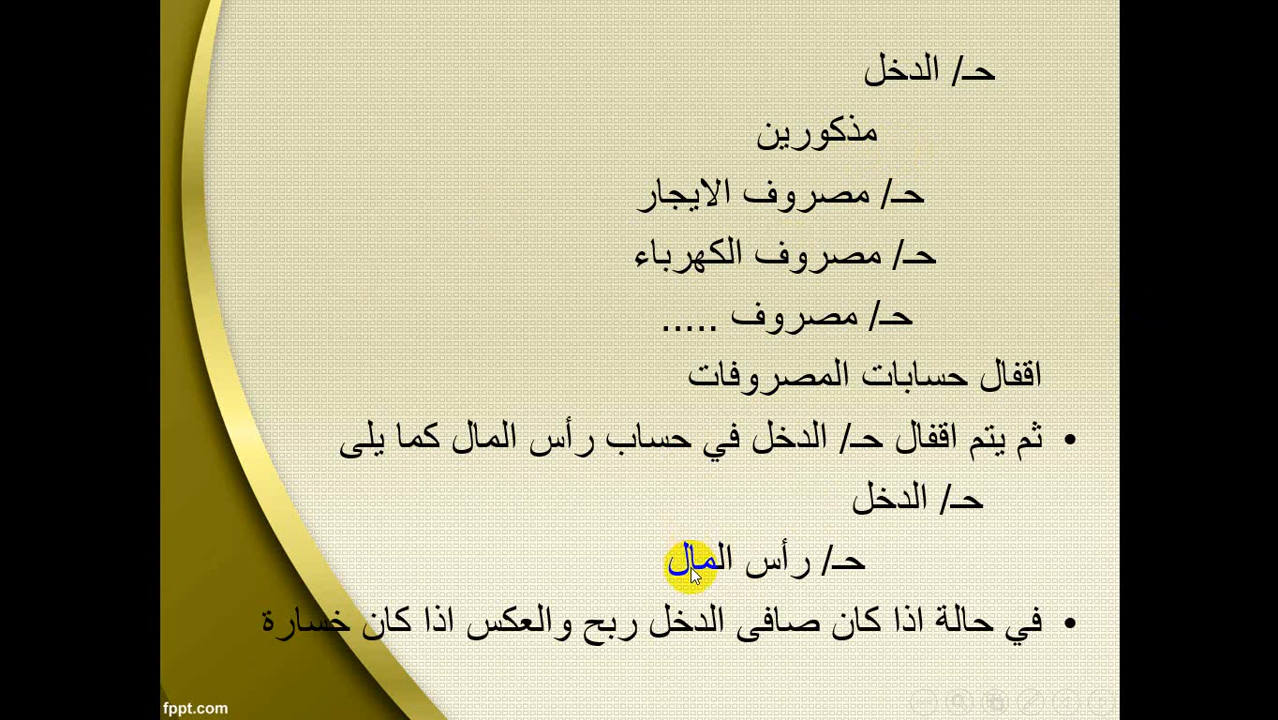 حـ/ الدخل
مذكورين
حـ/ مصروف الايجار
حـ/ مصروف الكهرباء
حـ/ مصروف .....
اقفال حسابات المصروفات
• ثم يتم اقفال حـ/ الدخل في حساب رأس المال كما يلى
حـ/ الدخل
حـ/ رأس المال
• في حالة اذا كان صافى الدخل ربح والعكس اذا كان خسارة
fppt.com